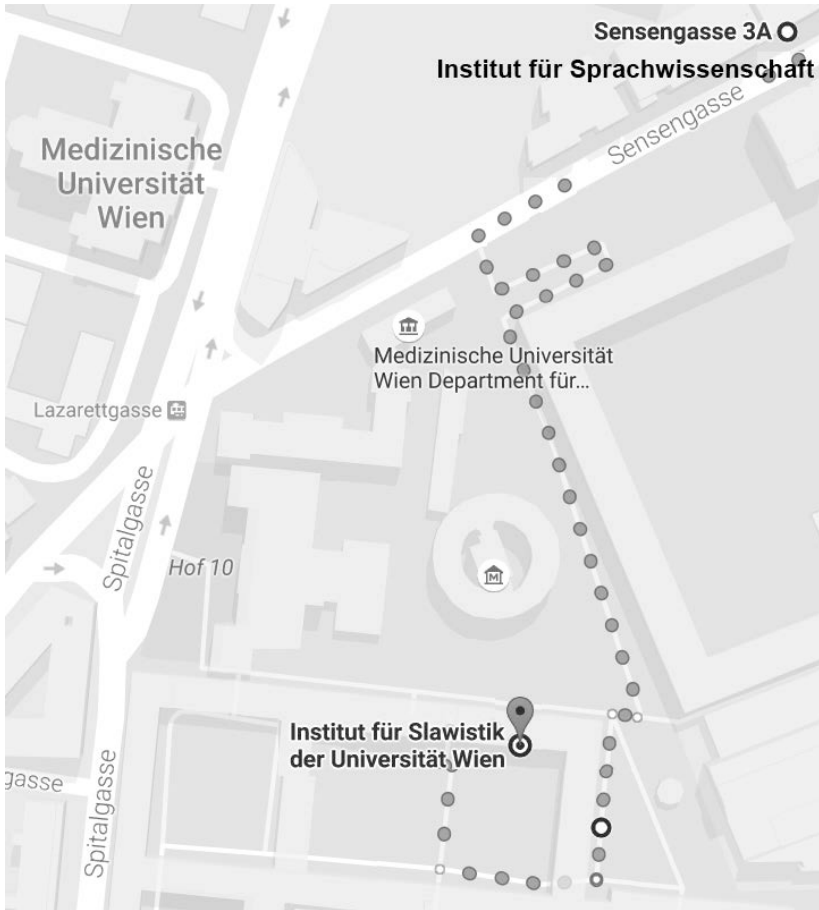 Sensengasse 3A
Institut für Sprachwissenschaft
Sensengasse
Medizinische
Universität
Wien
Medizinische Universität
Wien Department für...
Lazarettgasse
Spitalgasse
Hof 10
M
Institut für Slawistik
der Universität Wien
gasse
Spitalgasse